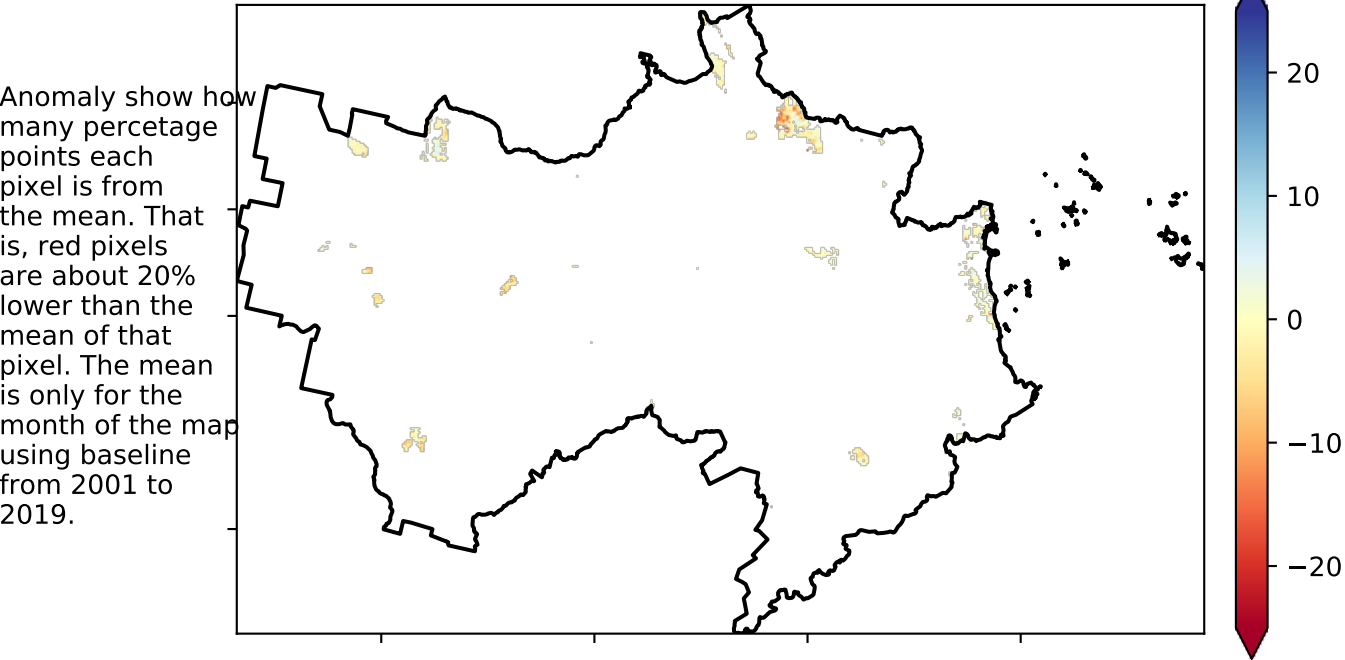 Anomaly show how
many percetage
points each
pixel is from
the mean. That
is, red pixels
are about 20%
lower than the
mean of that
pixel. The mean
is only for the
month of the map
using baseline
from 2001 to
2019.
20
10
0
−10
−20